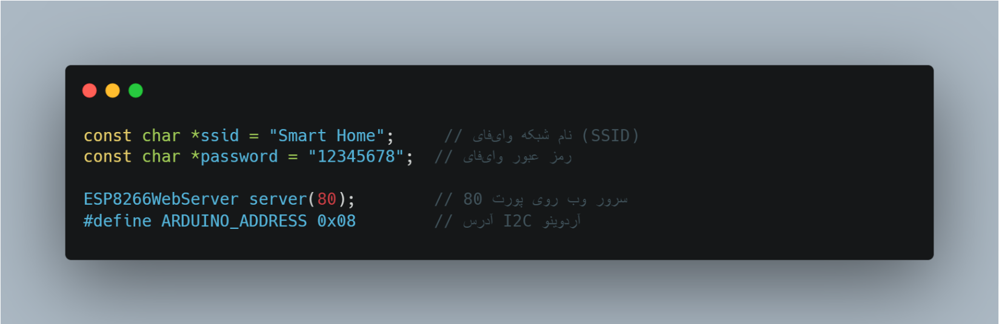 const char *ssid = "Smart Home";     // نام شبکه وای‌فای (SSID)
const char *password = "12345678";  // رمز عبور وای‌فای
ESP8266WebServer server(80);        // سرور وب روی پورت 80
#define ARDUINO_ADDRESS 0x08        // آدرس I2C آردوینو